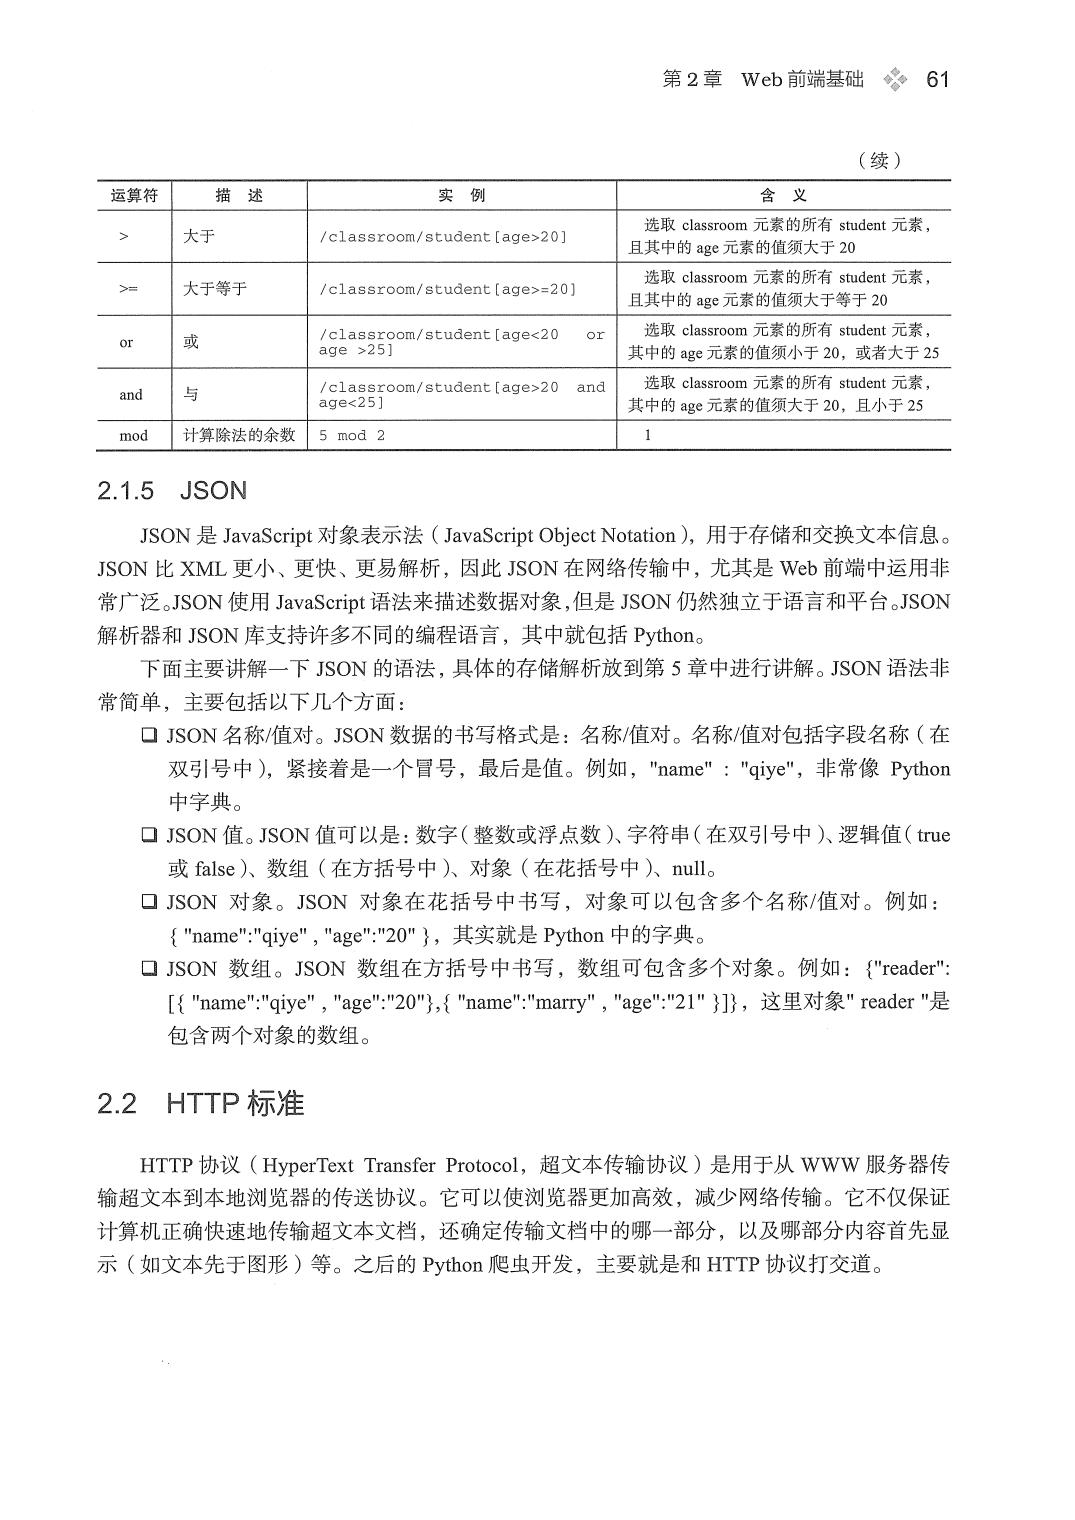 第 2 章 Web 前端基础 61
（续）
运算符 描 述 实 例 含 义
> 大于 /classroom/student[age>20] 选取 classroom 元素的所有 student 元素，
且其中的 age 元素的值须大于 20
>= 大于等于 /classroom/student[age>=20] 选取 classroom 元素的所有 student 元素，
且其中的 age 元素的值须大于等于 20
or 或 /classroom/student[age<20 or
age >25]
选取 classroom 元素的所有 student 元素，
其中的 age 元素的值须小于 20，或者大于 25
and 与 /classroom/student[age>20 and
age<25]
选取 classroom 元素的所有 student 元素，
其中的 age 元素的值须大于 20，且小于 25
mod 计算除法的余数 5 mod 2 1
2.1.5 JSON
JSON 是 JavaScript 对象表示法（JavaScript Object Notation），用于存储和交换文本信息。
JSON 比 XML 更小、更快、更易解析，因此 JSON 在网络传输中，尤其是 Web 前端中运用非
常广泛。JSON 使用 JavaScript 语法来描述数据对象，但是 JSON 仍然独立于语言和平台。JSON
解析器和 JSON 库支持许多不同的编程语言，其中就包括 Python。
下面主要讲解一下 JSON 的语法，具体的存储解析放到第 5 章中进行讲解。JSON 语法非
常简单，主要包括以下几个方面：
❑ JSON 名称/值对。JSON 数据的书写格式是：名称/值对。名称/值对包括字段名称（在
双引号中），紧接着是一个冒号，最后是值。例如，"name" : "qiye"，非常像 Python
中字典。
❑ JSON 值。JSON 值可以是：数字（整数或浮点数）、字符串（在双引号中）、逻辑值（true
或 false）、数组（在方括号中）、对象（在花括号中）、null。
❑ JSON 对象。JSON 对象在花括号中书写，对象可以包含多个名称/值对。例如：
{ "name":"qiye" , "age":"20" }，其实就是 Python 中的字典。
❑ JSON 数组。JSON 数组在方括号中书写，数组可包含多个对象。例如：{"reader":
[{ "name":"qiye" , "age":"20"},{ "name":"marry" , "age":"21" }]}，这里对象" reader "是
包含两个对象的数组。
2.2 HTTP 标准
HTTP 协议（HyperText Transfer Protocol，超文本传输协议）是用于从 WWW 服务器传
输超文本到本地浏览器的传送协议。它可以使浏览器更加高效，减少网络传输。它不仅保证
计算机正确快速地传输超文本文档，还确定传输文档中的哪一部分，以及哪部分内容首先显
示（如文本先于图形）等。之后的 Python 爬虫开发，主要就是和 HTTP 协议打交道。